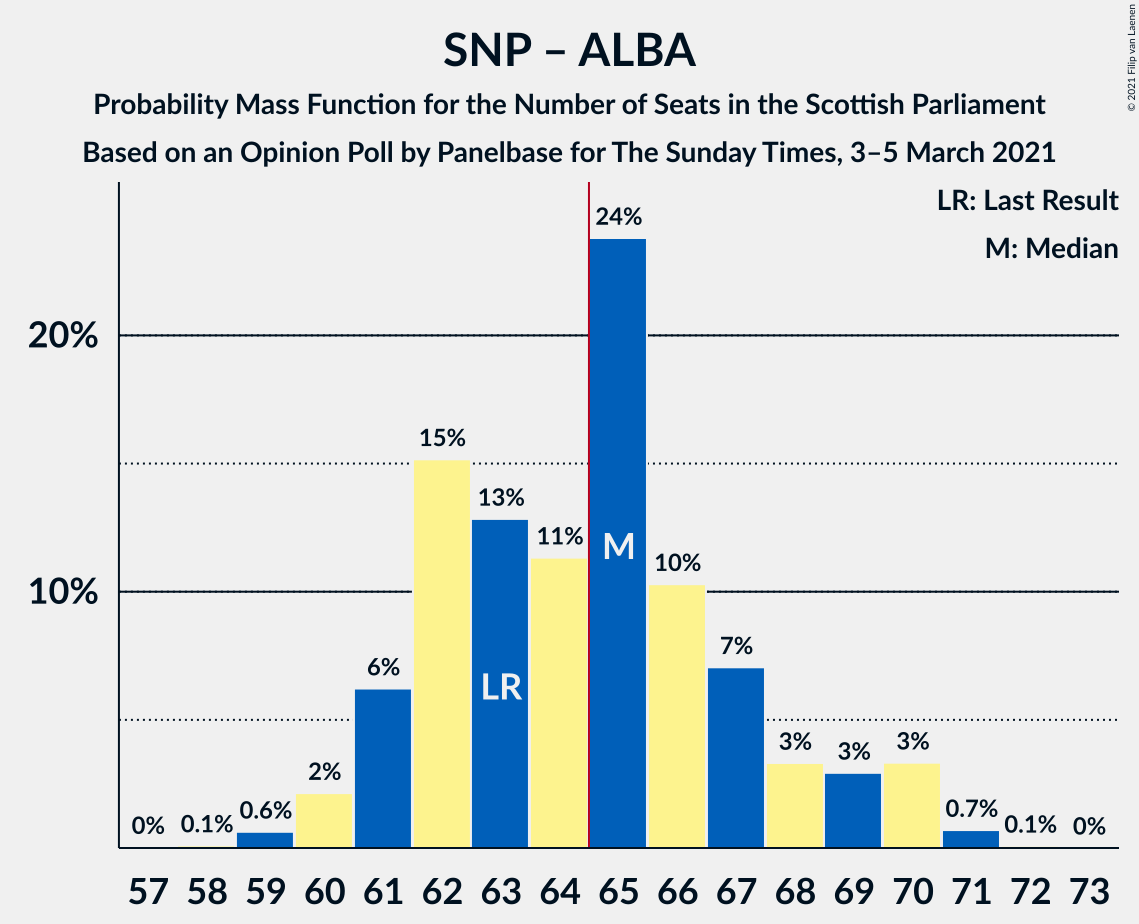 SNP – ALBA
Probability Mass Function for the Number of Seats in the Scottish Parliament
Based on an Opinion Poll by Panelbase for The Sunday Times, 3–5 March 2021
© 2021 Filip van Laenen
LR: Last Result
M: Median
20%
10%
0%
0.1%
0.6%
2%
6%
15%
13%
11%
24%
10%
7%
3%
3%
3%
0.7%
0.1%
0%
LR
M
57 58 59 60 61 62 63 64 65 66 67 68 69 70 71 72 73